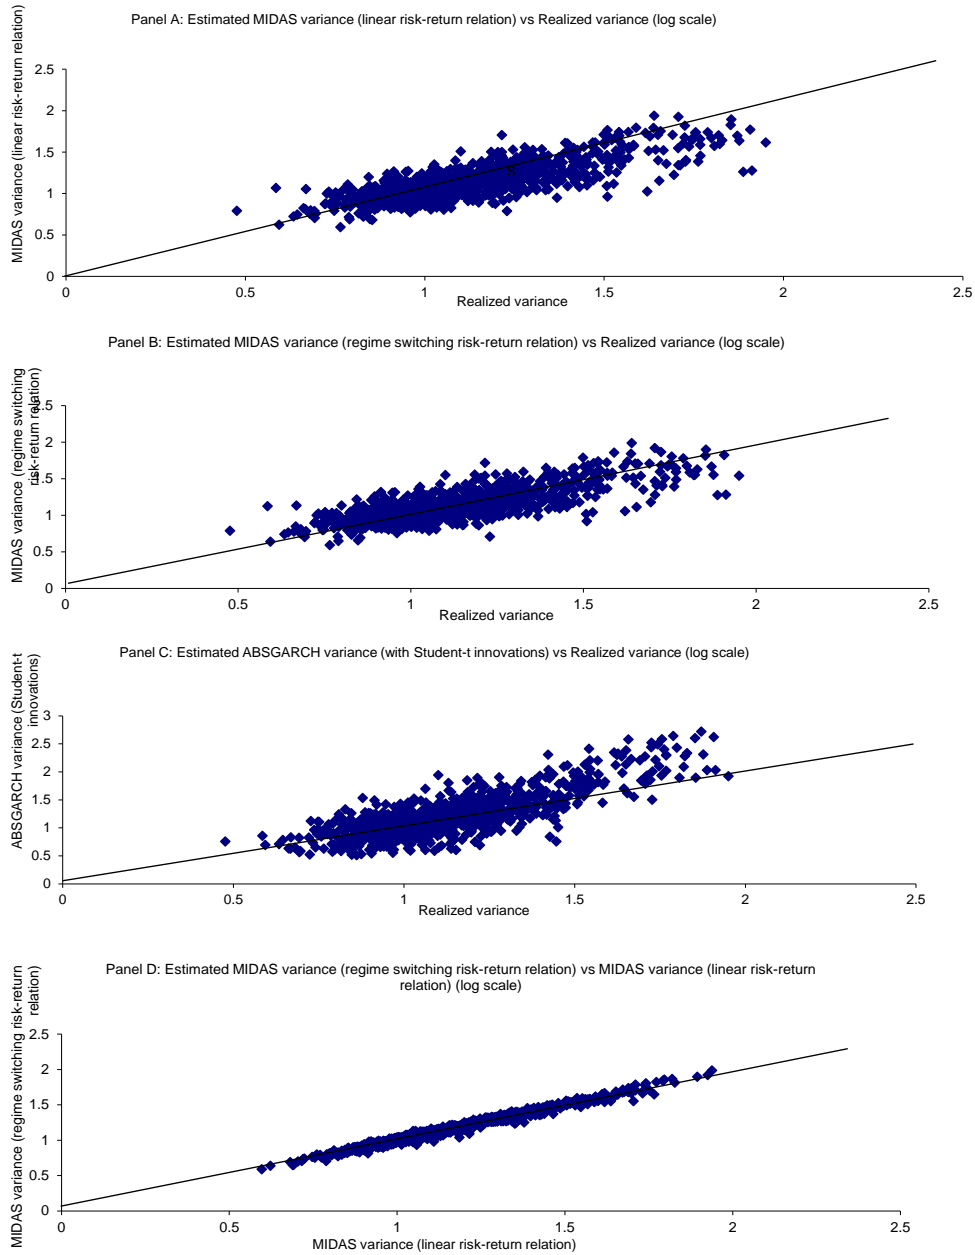 Panel A: Estimated MIDAS variance (linear risk-return relation) vs Realized variance (log scale)
MIDAS variance (linear risk-return relation)
2.5
2
1.5
1
0.5
0
s
0
0.5
1
1.5
2
2.5
Realized variance
Panel B: Estimated MIDAS variance (regime switching risk-return relation) vs Realized variance (log scale)
MIDAS variance (regime switching
risk-return relation)
2.5
2
1.5
1
0.5
0
0
0.5
1
1.5
2
2.5
Realized variance
Panel C: Estimated ABSGARCH variance (with Student-t innovations) vs Realized variance (log scale)
ABSGARCH variance (Student-t
innovations)
3
2.5
2
1.5
1
0.5
0
0
0.5
1
1.5
2
2.5
Realized variance
Panel D: Estimated MIDAS variance (regime switching risk-return relation) vs MIDAS variance (linear risk-return
relation) (log scale)
MIDAS variance (regime switching risk-return
relation)
2.5
2
1.5
1
0.5
0
0
0.5
1
1.5
2
2.5
MIDAS variance (linear risk-return relation)